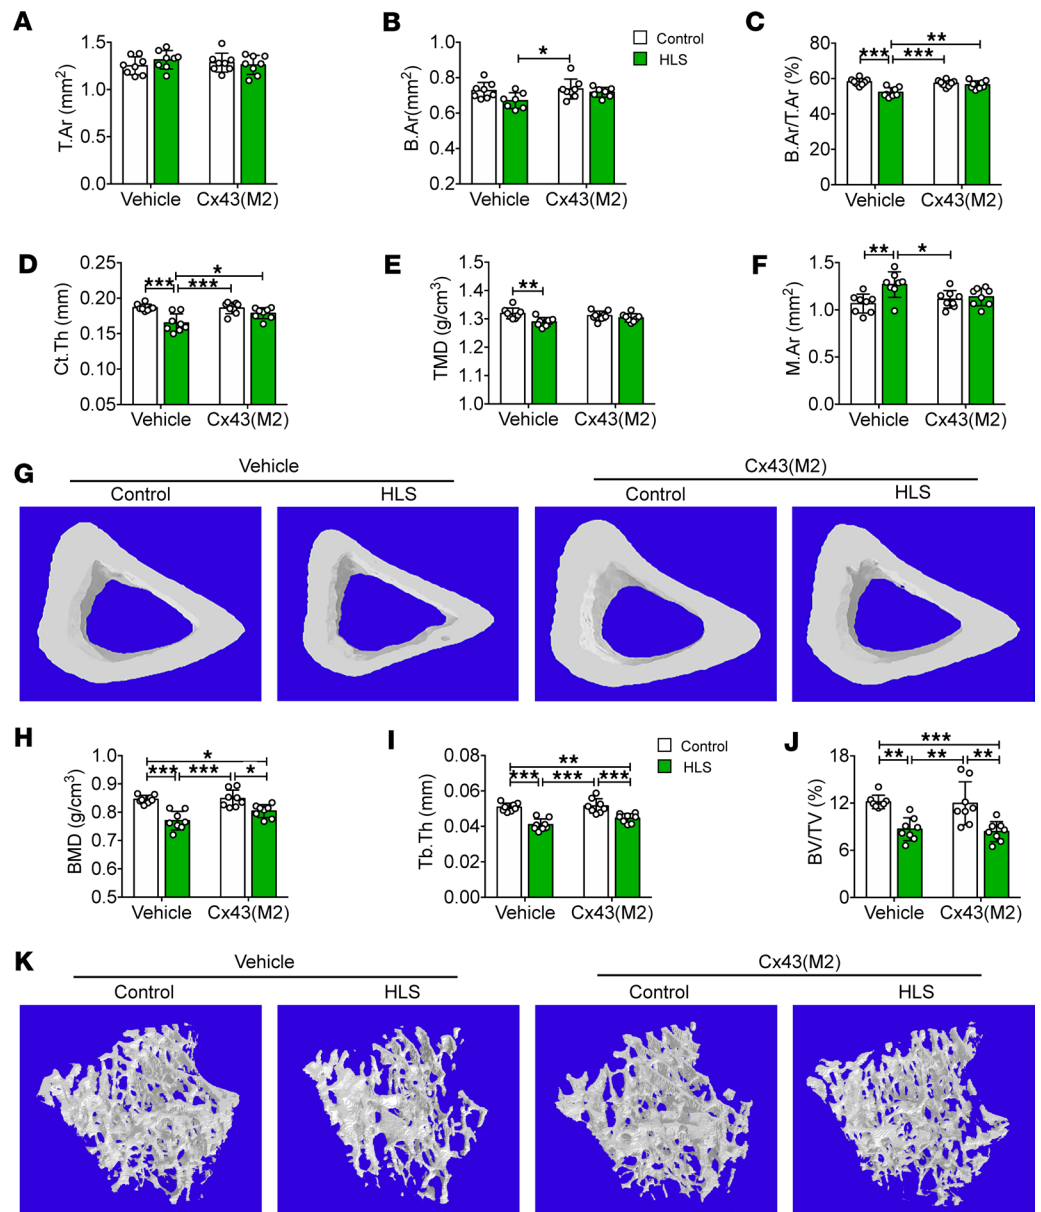 A
T.Ar (mm2)
1.5
1.0
0.5
0.0
Vehicle Cx43(M2)
B
B.Ar(mm2)
1.0
0.8
0.6
0.4
0.2
*
Vehicle Cx43(M2)
Control
HLS
C
B.Ar/T.Ar (%)
80
60
40
20
0
**
*** ***
Vehicle Cx43(M2)
D
Ct.Th (mm)
0.25
0.20
0.15
0.10
0.05
*
*** ***
Vehicle Cx43(M2)
E
TMD (g/cm3)
1.5
1.4
1.3
1.2
1.1
1.0
**
Vehicle Cx43(M2)
F
M.Ar (mm2)
1.5
1.0
0.5
0.0
** *
Vehicle Cx43(M2)
G
Vehicle Cx43(M2)
Control HLS Control HLS
H
BMD (g/cm3)
1.0
0.9
0.8
0.7
0.6
0.5
*
*** *** *
Vehicle Cx43(M2)
I
Tb.Th (mm)
0.08
0.06
0.04
0.02
0.00
**
*** *** ***
Vehicle Cx43(M2)
Control
HLS
J
BV/TV (%)
18
12
6
0
***
** ** **
Vehicle Cx43(M2)
K
Vehicle Cx43(M2)
Control HLS Control HLS